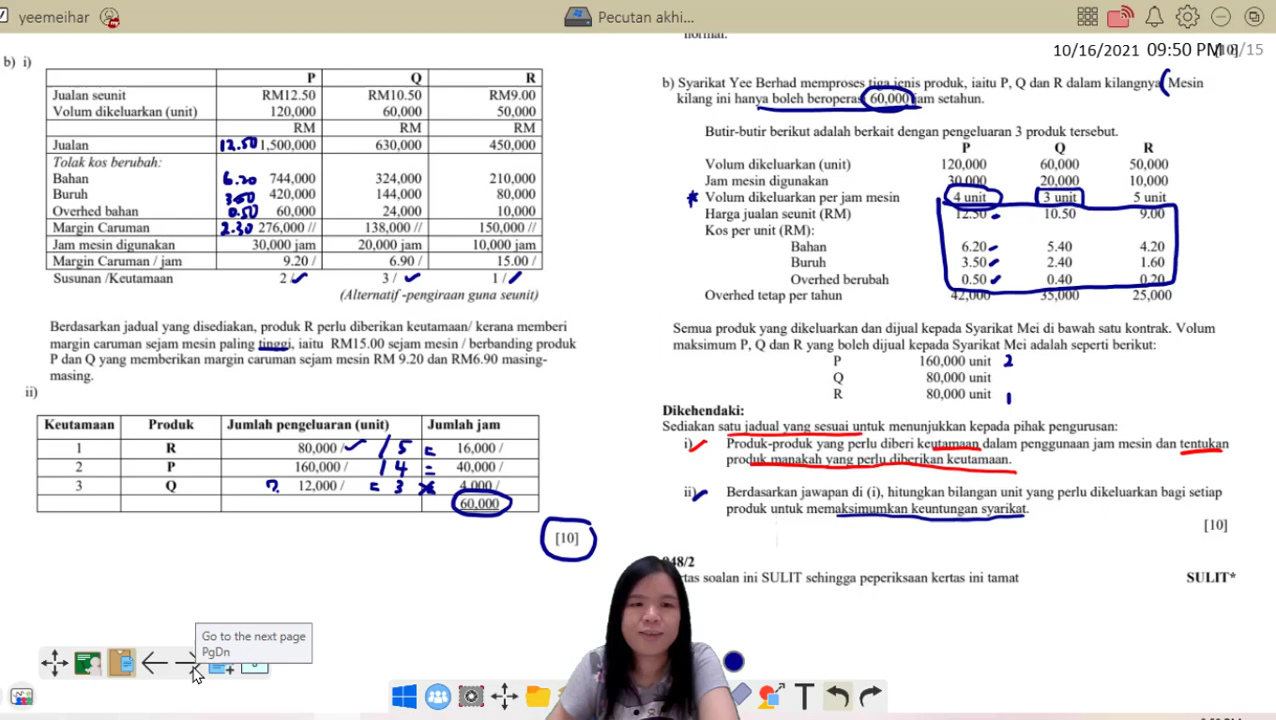 yeemeihar
Pecutan akhi...
10/16/2021 09:50 PM
/15
b) i)
P Q R
Jualan seunit RM12.50 RM10.50 RM9.00
Volum dikeluarkan (unit) 120,000 60,000 50,000
RM RM RM
Jualan 12.50 1,500,000 630,000 450,000
Tolak kos berubah:
Bahan 6.20 744,000 324,000 210,000
Buruh 3.50 420,000 144,000 80,000
Overhed bahan 0.50 60,000 24,000 10,000
Margin Caruman 2.30 276,000 // 138,000 // 150,000 //
Jam mesin digunakan 30,000 jam 20,000 jam 10,000 jam
Margin Caruman / jam 9.20 / 6.90 / 15.00 /
Susunan /Keutamaan 2 / 3 / 1 /
(Alternatif -pengiraan guna seunit)
Berdasarkan jadual yang disediakan, produk R perlu diberikan keutamaan/ kerana memberi
margin caruman sejam mesin paling tinggi, iaitu RM15.00 sejam mesin / berbanding produk
P dan Q yang memberikan margin caruman sejam mesin RM 9.20 dan RM6.90 masing-
masing.
ii)
Keutamaan Produk Jumlah pengeluaran (unit) Jumlah jam
1 R 80,000 / / 5 = 16,000 /
2 P 160,000 / / 4 = 40,000 /
3 Q ? 12,000 / = 3 x 4,000 /
60,000
[10]
normal.
b) Syarikat Yee Berhad memproses tiga jenis produk, iaitu P, Q dan R dalam kilangnya. Mesin
kilang ini hanya boleh beroperasi 60,000 jam setahun.
Butir-butir berikut adalah berkait dengan pengeluaran 3 produk tersebut.
P Q R
Volum dikeluarkan (unit) 120,000 60,000 50,000
Jam mesin digunakan 30,000 20,000 10,000
* Volum dikeluarkan per jam mesin 4 unit 3 unit 5 unit
Harga jualan seunit (RM) 12.50 10.50 9.00
Kos per unit (RM):
Bahan 6.20 5.40 4.20
Buruh 3.50 2.40 1.60
Overhed berubah 0.50 0.40 0.20
Overhed tetap per tahun 42,000 35,000 25,000
Semua produk yang dikeluarkan dan dijual kepada Syarikat Mei di bawah satu kontrak. Volum
maksimum P, Q dan R yang boleh dijual kepada Syarikat Mei adalah seperti berikut:
P 160,000 unit 2
Q 80,000 unit
R 80,000 unit 1
Dikehendaki:
Sediakan satu jadual yang sesuai untuk menunjukkan kepada pihak pengurusan:
i) Produk-produk yang perlu diberi keutamaan dalam penggunaan jam mesin dan tentukan
produk manakah yang perlu diberikan keutamaan.
ii) Berdasarkan jawapan di (i), hitungkan bilangan unit yang perlu dikeluarkan bagi setiap
produk untuk memaksimumkan keuntungan syarikat.
[10]
948/2
ertas soalan ini SULIT sehingga peperiksaan kertas ini tamat SULIT*
Go to the next page
PgDn
T